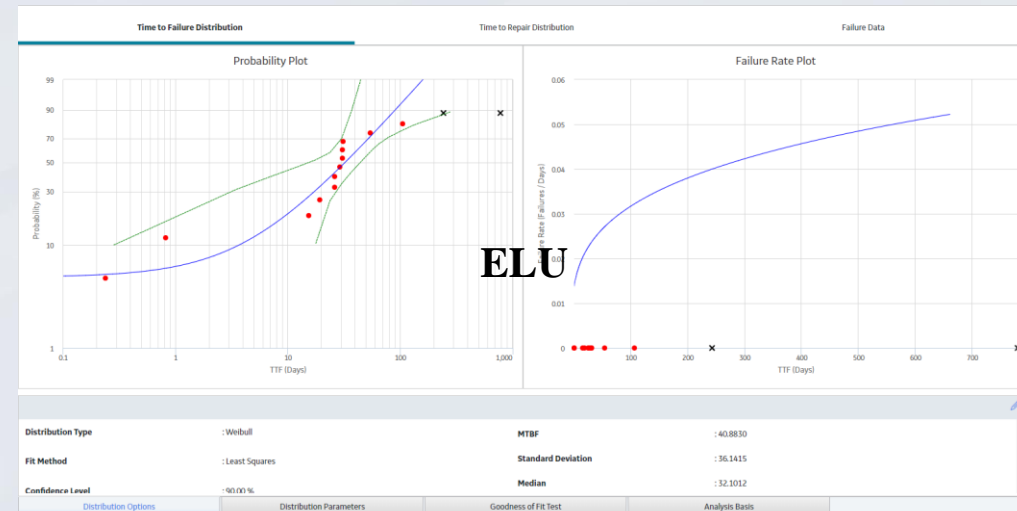 Time to Failure Distribution
Time to Repair Distribution
Failure Data
Probability Plot
99
90
70
50
30
10
1
Probability (%)
0.1
1
10
100
1,000
TTF (Days)
Failure Rate Plot
0.06
0.05
0.04
0.03
0.02
0.01
0
Failure Rate (Failures / Days)
100
200
300
400
500
600
700
TTF (Days)
ELU
Distribution Type : Weibull MTBF : 40.8830
Fit Method : Least Squares Standard Deviation : 36.1415
Confidence Level : 90.00 % Median : 32.1012
Distribution Options
Distribution Parameters
Goodness of Fit Test
Analysis Basis